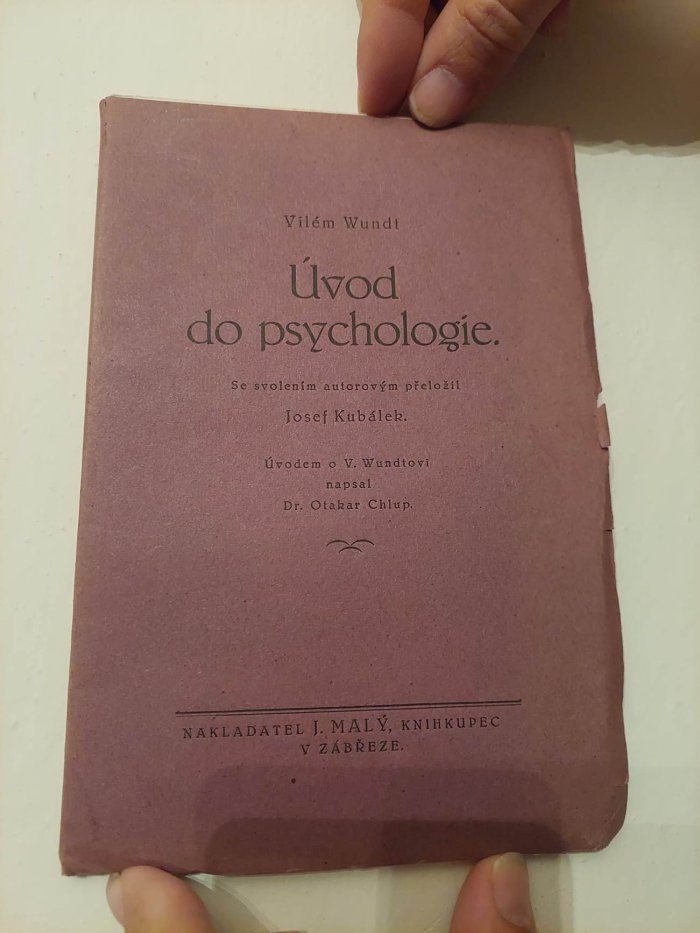 Vilém Wundt
Úvod
do psychologie.
Se svolením autorovým přeložil
Josef Kubálek.
Úvodem o V. Wundtovi
napsal
Dr. Otakar Chlup.
NAKLADATEL J. MALÝ, KNIHKUPEC
V ZÁBŘEZE.